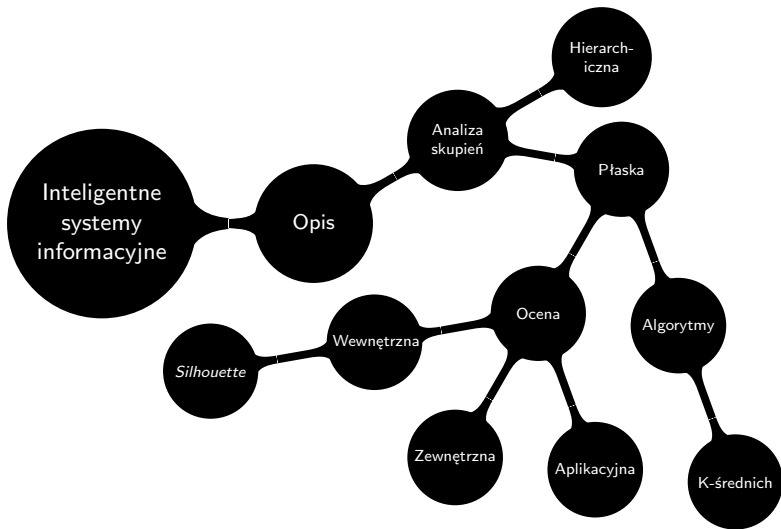 Hierarch-
iczna
Analiza
skupień
Płaska
Inteligentne
systemy
informacyjne
Opis
Ocena
Algorytmy
Wewnętrzna
Silhouette
Zewnętrzna
Aplikacyjna
K-średnich